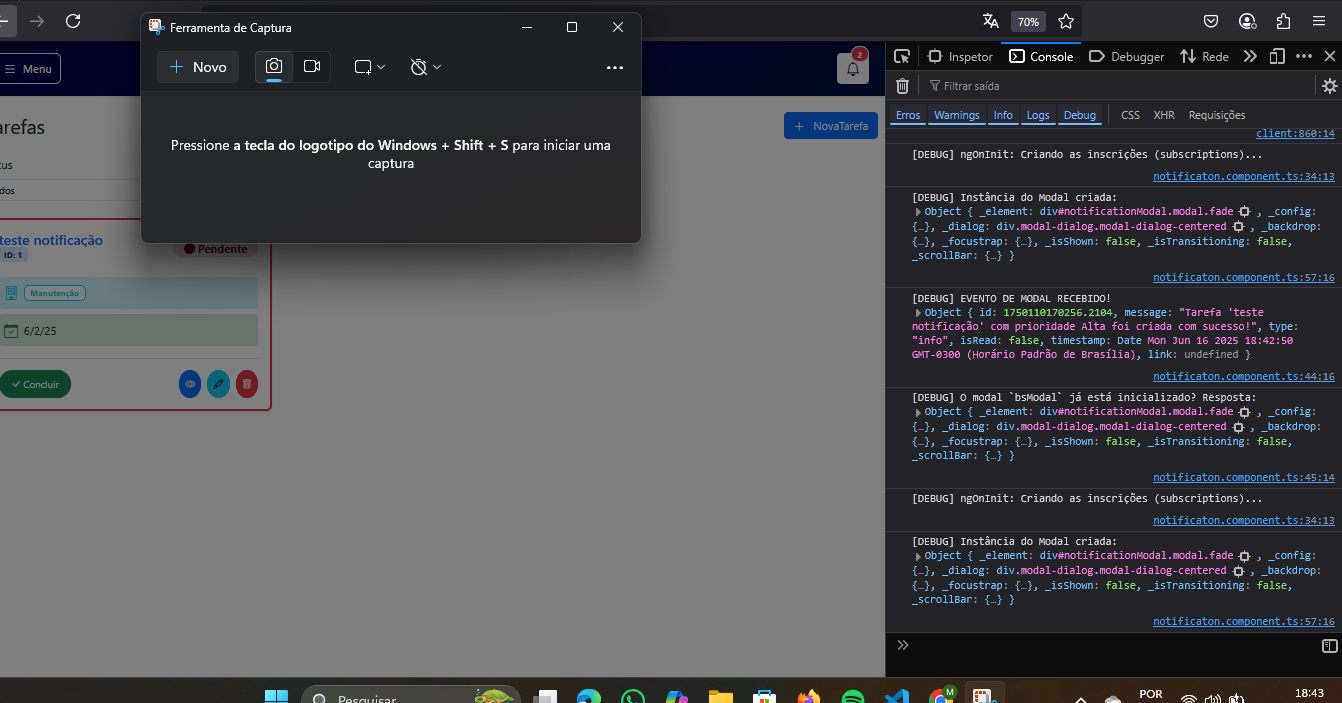 Ferramenta de Captura
70%
Novo
Pressione a tecla do logotipo do Windows + Shift + S para iniciar uma
captura
Menu
2
arefas
NovaTarefa
tus
dos
teste notificação
ID: 1
Pendente
Manutenção
6/2/25
Concluir
Inspetor
Console
Debugger
Rede
Filtrar saída
Erros Warnings Info Logs Debug CSS XHR Requisições
client:860:14
[DEBUG] ngOnInit: Criando as inscrições (subscriptions)...
notificaton.component.ts:34:13
[DEBUG] Instância do Modal criada:
Object { _element: div#notificationModal.modal.fade , _config:
{…}, _dialog: div.modal-dialog.modal-dialog-centered , _backdrop:
{…}, _focustrap: {…}, _isShown: false, _isTransitioning: false,
_scrollBar: {…} }
notificaton.component.ts:57:16
[DEBUG] EVENTO DE MODAL RECEBIDO!
Object { id: 1750110170256.2104, message: "Tarefa 'teste
notificação' com prioridade Alta foi criada com sucesso!", type:
"info", isRead: false, timestamp: Date Mon Jun 16 2025 18:42:50
GMT-0300 (Horário Padrão de Brasília), link: undefined }
notificaton.component.ts:44:16
[DEBUG] O modal `bsModal` já está inicializado? Resposta:
Object { _element: div#notificationModal.modal.fade , _config:
{…}, _dialog: div.modal-dialog.modal-dialog-centered , _backdrop:
{…}, _focustrap: {…}, _isShown: false, _isTransitioning: false,
_scrollBar: {…} }
notificaton.component.ts:45:14
[DEBUG] ngOnInit: Criando as inscrições (subscriptions)...
notificaton.component.ts:34:13
[DEBUG] Instância do Modal criada:
Object { _element: div#notificationModal.modal.fade , _config:
{…}, _dialog: div.modal-dialog.modal-dialog-centered , _backdrop:
{…}, _focustrap: {…}, _isShown: false, _isTransitioning: false,
_scrollBar: {…} }
notificaton.component.ts:57:16
Pesquisar
M
POR
18:43